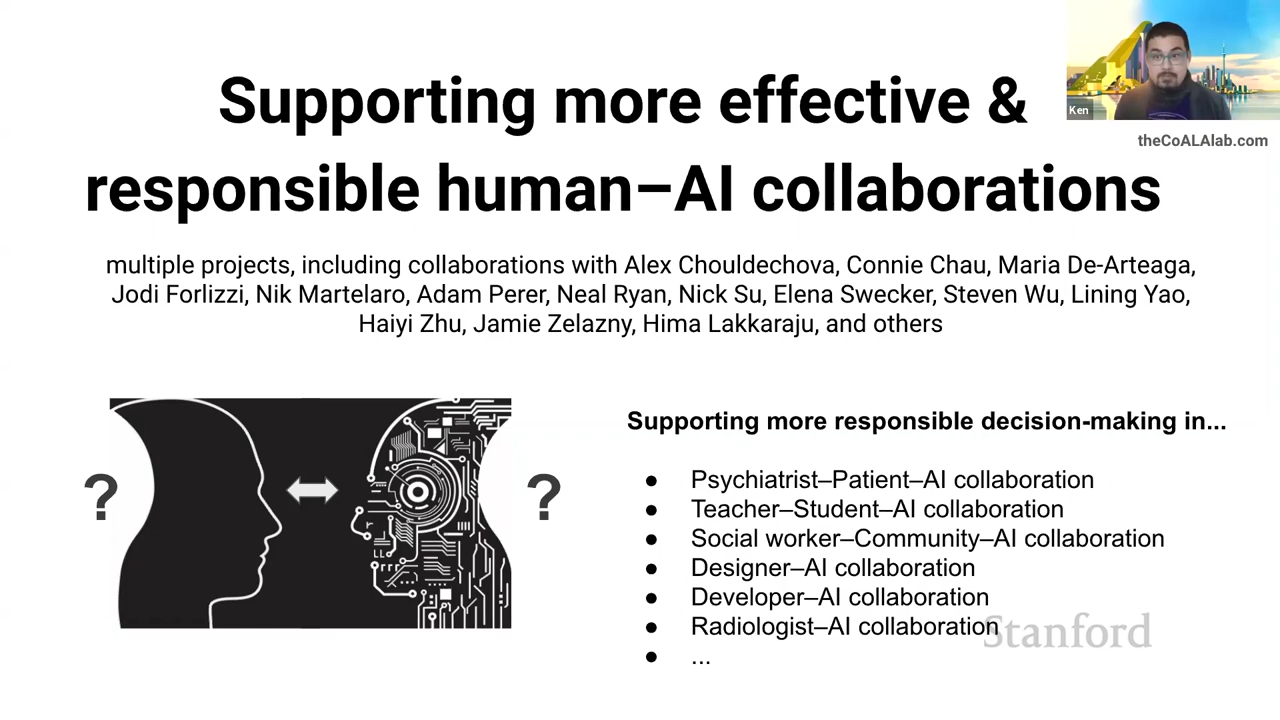 Supporting more effective &
responsible human–AI collaborations
Ken
theCoALAlab.com
multiple projects, including collaborations with Alex Chouldechova, Connie Chau, Maria De-Arteaga,
Jodi Forlizzi, Nik Martelaro, Adam Perer, Neal Ryan, Nick Su, Elena Swecker, Steven Wu, Lining Yao,
Haiyi Zhu, Jamie Zelazny, Hima Lakkaraju, and others
?
?
Supporting more responsible decision-making in...
● Psychiatrist–Patient–AI collaboration
● Teacher–Student–AI collaboration
● Social worker–Community–AI collaboration
● Designer–AI collaboration
● Developer–AI collaboration
● Radiologist–AI collaboration
● ...
Stanford